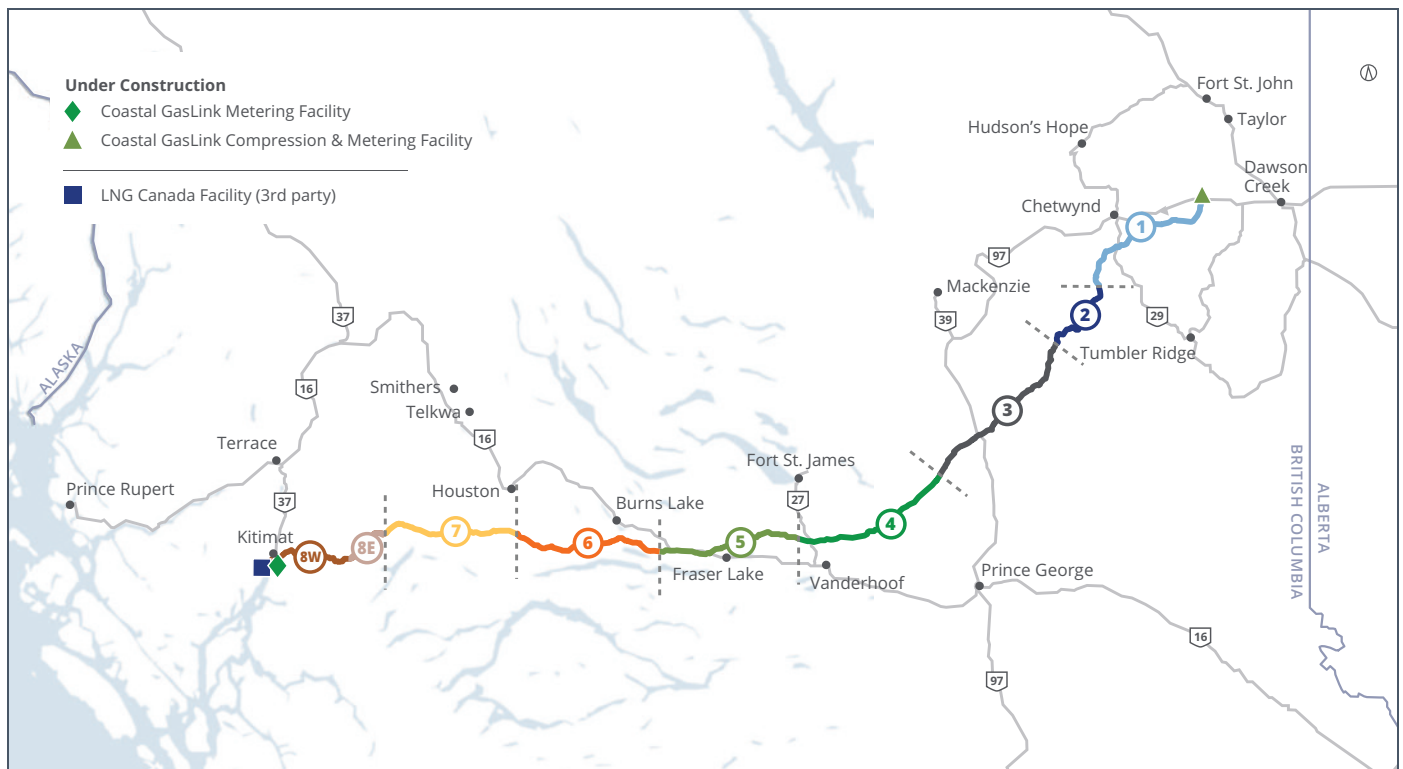 Under Construction
Coastal GasLink Metering Facility
Coastal GasLink Compression & Metering Facility
LNG Canada Facility (3rd party)
Fort St. John
Taylor
Hudson's Hope
Dawson
Creek
Chetwynd
1
97
Mackenzie
2
29
39
37
Tumbler Ridge
ALASKA
16
Smithers
Telkwa
3
16
Terrace
Fort St. James
BRITISH COLUMBIA
ALBERTA
Prince Rupert
37
Houston
27
Burns Lake
4
Kitimat
8W
8E
7
6
5
Fraser Lake
Vanderhoof
Prince George
16
97